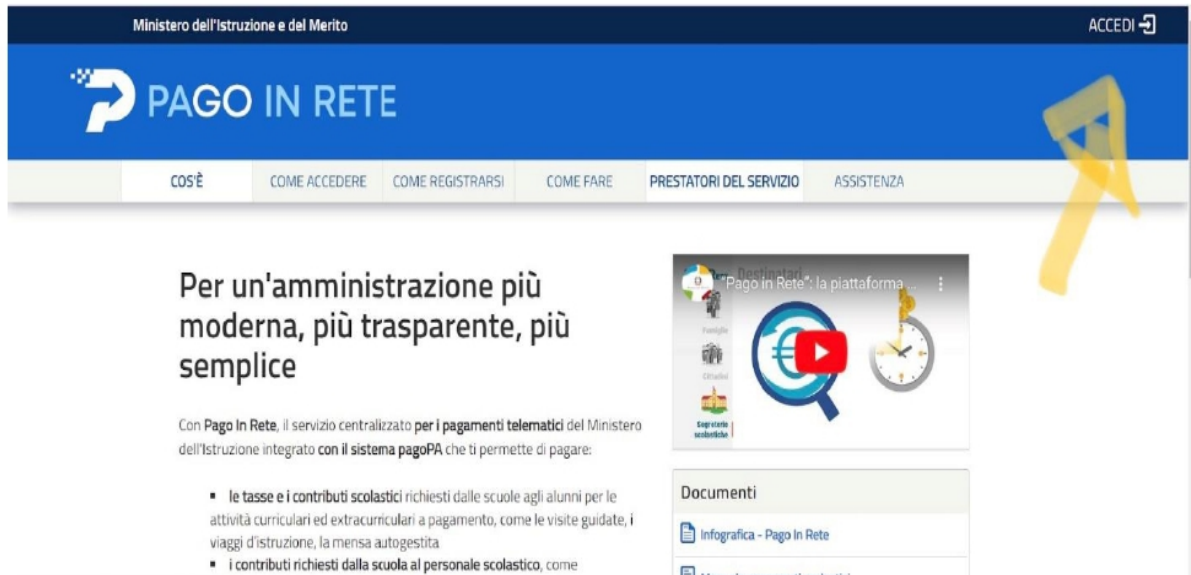 Ministero dell'Istruzione e del Merito
ACCEDI
PAGO IN RETE
COS'È
COME ACCEDERE
COME REGISTRARSI
COME FARE
PRESTATORI DEL SERVIZIO
ASSISTENZA
Per un'amministrazione più
moderna, più trasparente, più
semplice
Con Pago In Rete, il servizio centralizzato per i pagamenti telematici del Ministero
dell'Istruzione integrato con il sistema pagoPA che ti permette di pagare:
▪ le tasse e i contributi scolastici richiesti dalle scuole agli alunni per le
attività curriculari ed extracurriculari a pagamento, come le visite guidate, i
viaggi d'istruzione, la mensa autogestita
▪ i contributi richiesti dalla scuola al personale scolastico, come
Destinatari
"Pago in Rete": la piattaforma ...
Famiglie
Cittadini
Segreterie
scolastiche
Documenti
Infografica - Pago In Rete